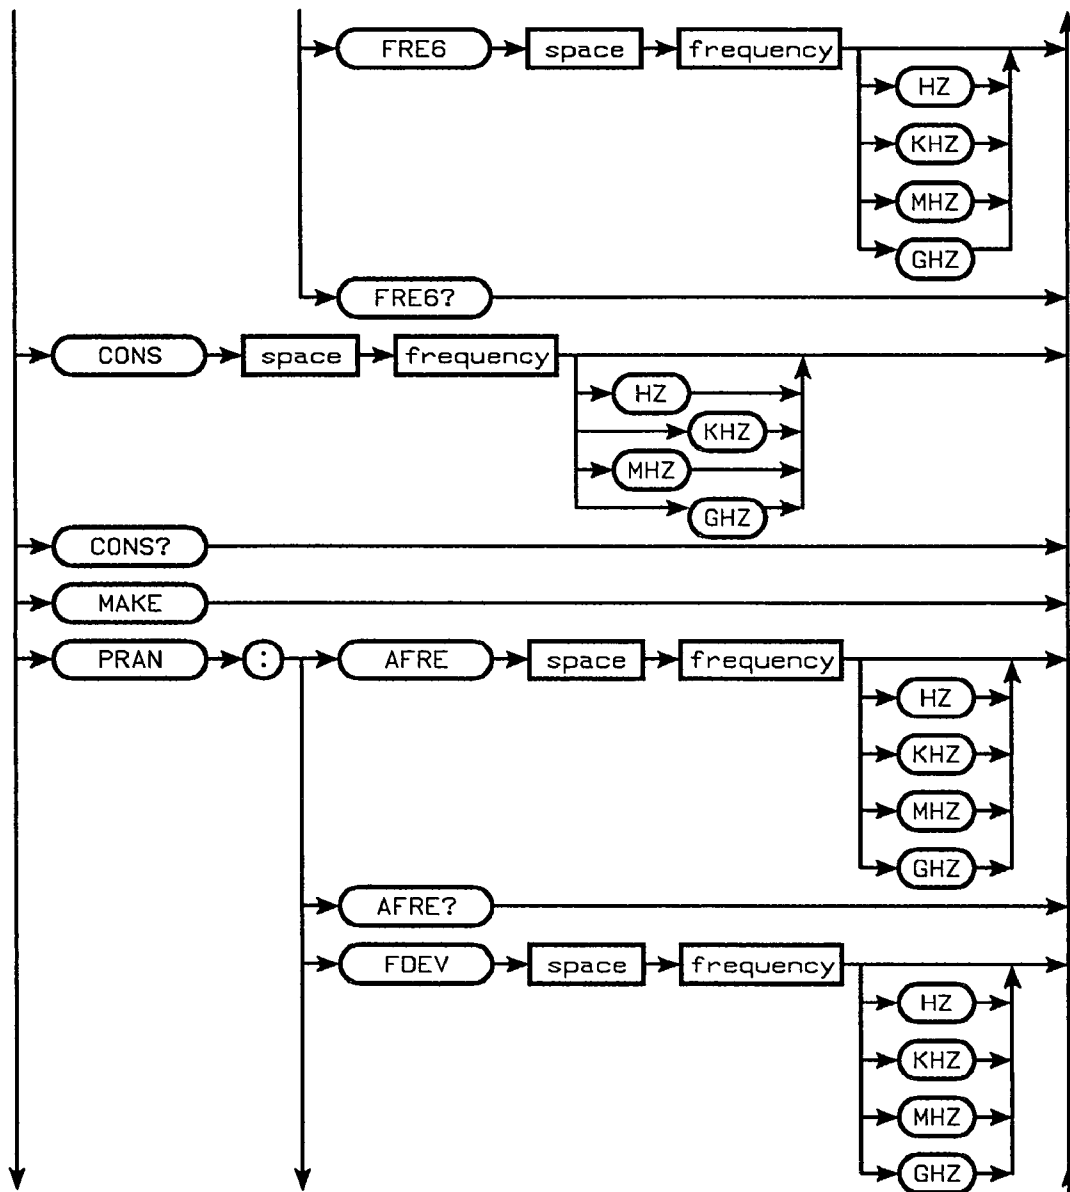 FRE6 space frequency
HZ
KHZ
MHZ
GHZ
FRE6?
CONS space frequency
HZ
KHZ
MHZ
GHZ
CONS?
MAKE
PRAN : AFRE space frequency
HZ
KHZ
MHZ
GHZ
AFRE?
FDEV space frequency
HZ
KHZ
MHZ
GHZ